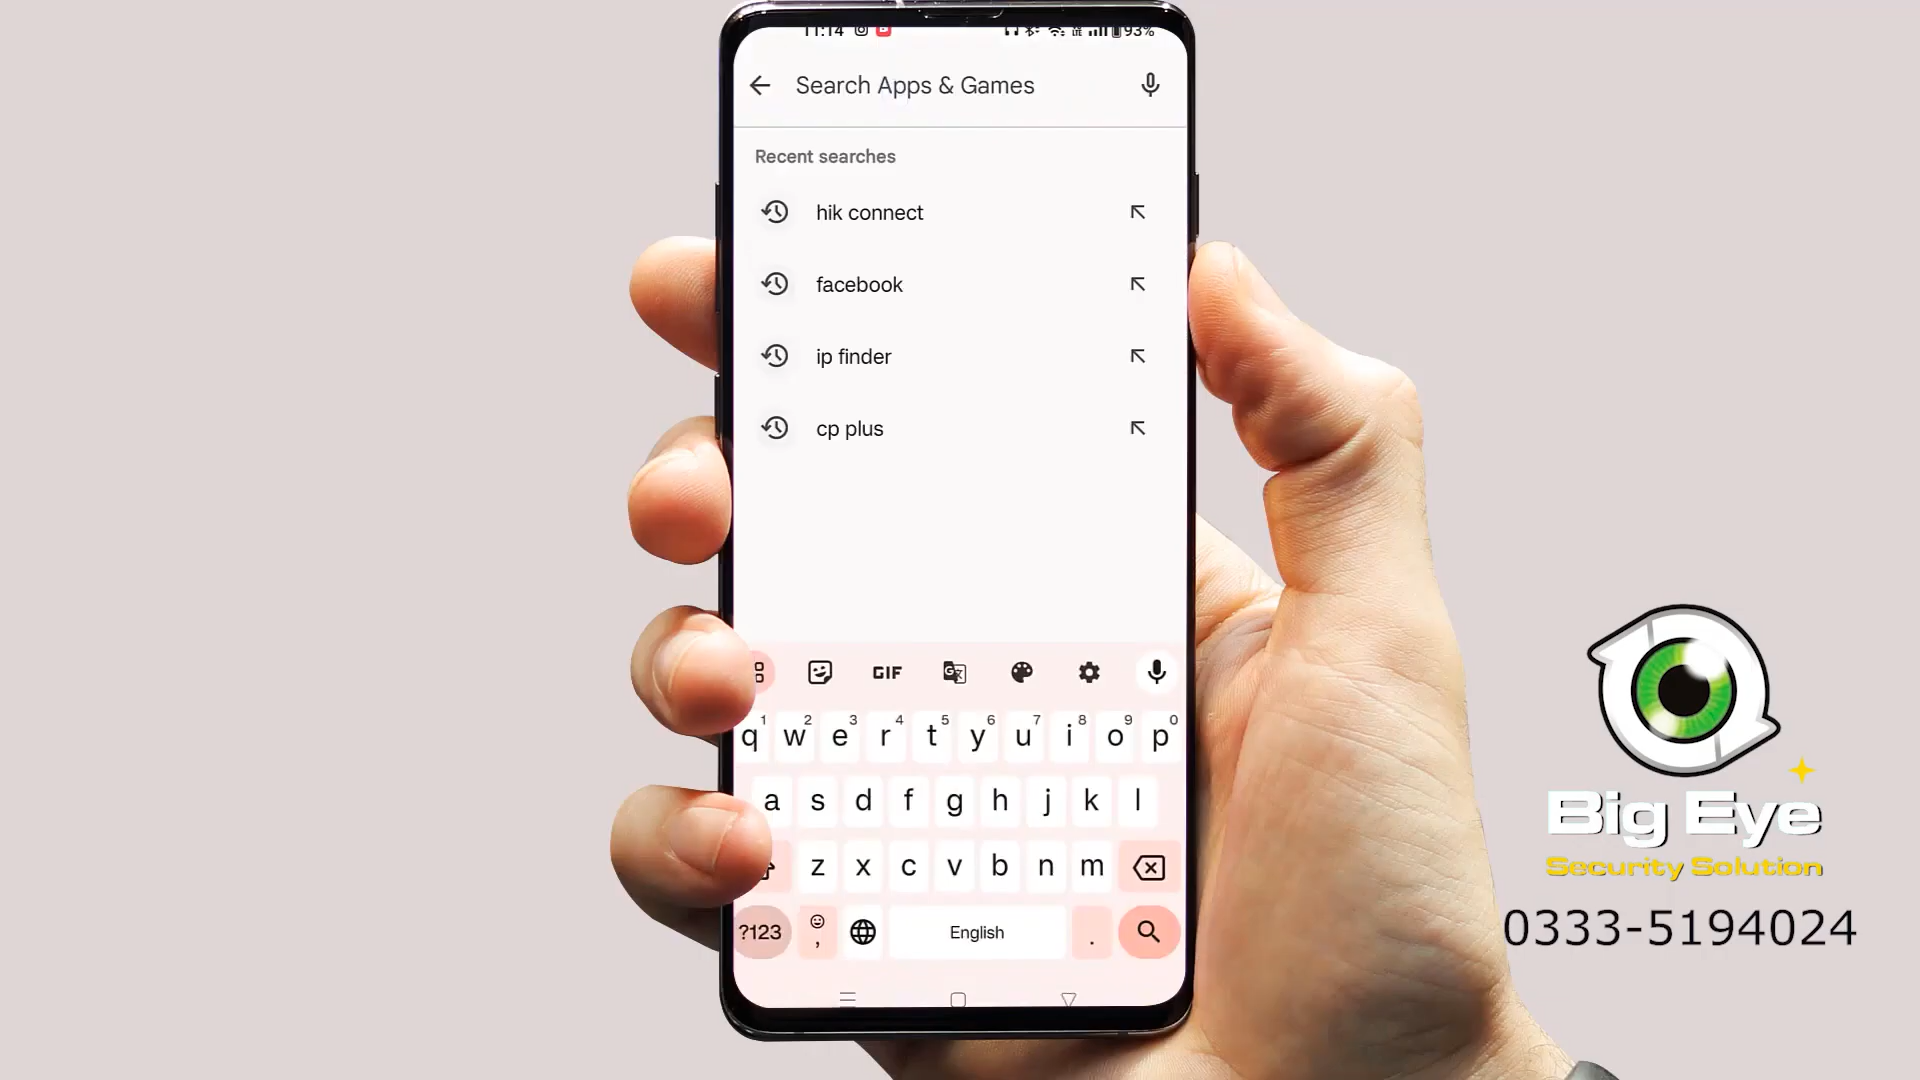 11:14 93%
Search Apps & Games
Recent searches
hik connect
facebook
ip finder
cp plus
GIF
1 2 3 4 5 6 7 8 9 0
q w e r t y u i o p
a s d f g h j k l
z x c v b n m
?123 , English .
Big Eye
Security Solution
0333-5194024